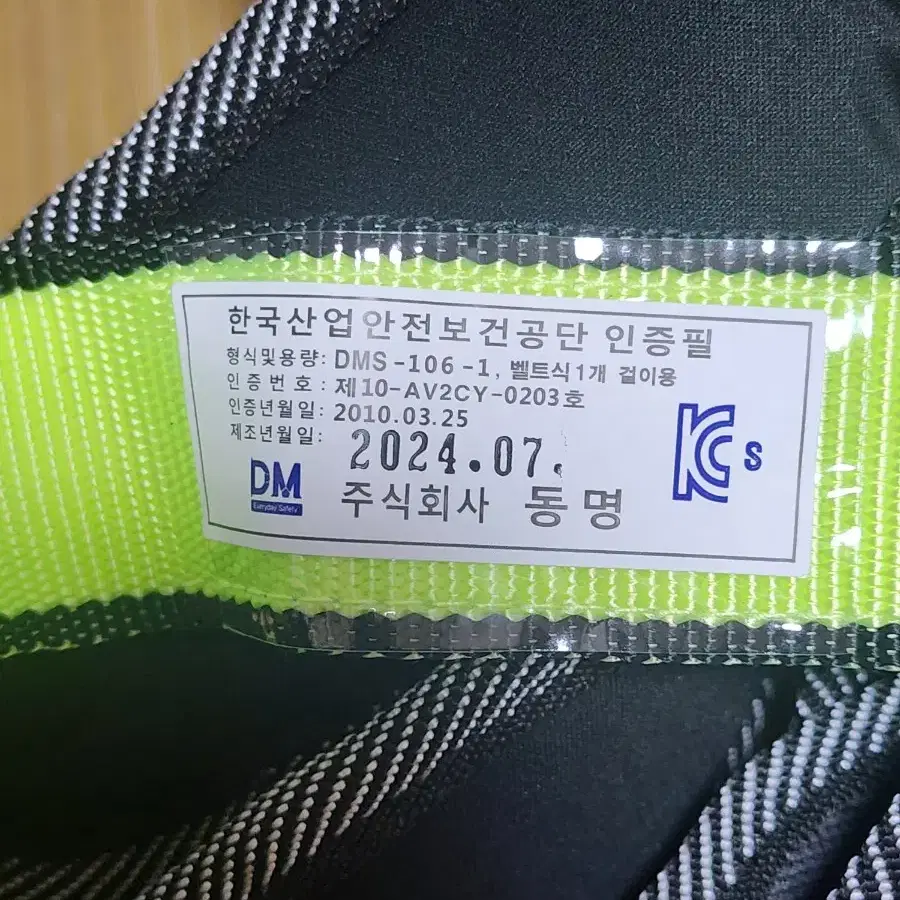 한국산업안전보건공단 인증필
형식및용량: DMS-106-1, 벨트식 1개 걸이용
인증번호: 제10-AV2CY-0203호
인증년월일: 2010.03.25
제조년월일: 2024.07.
DM
Everyday Safety
주식회사 동명
KCs